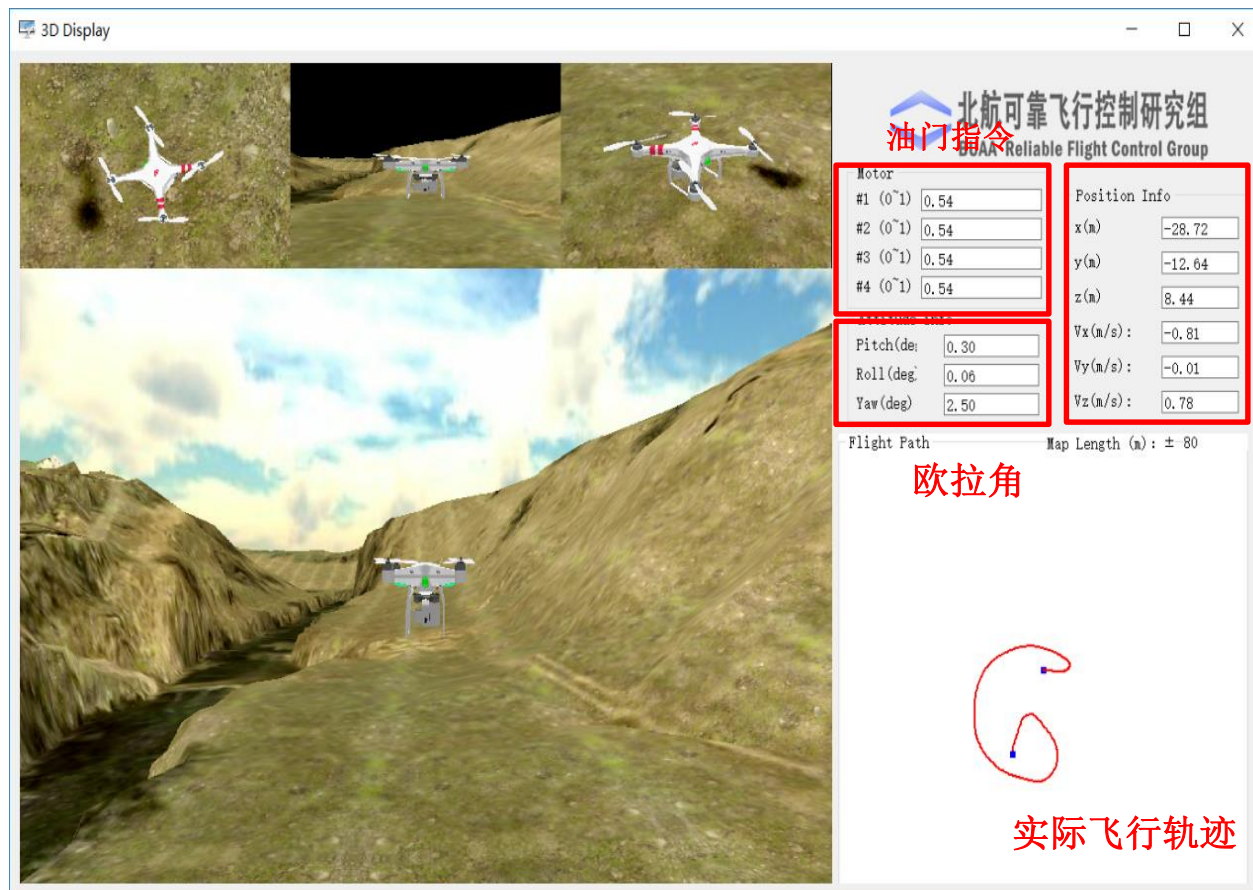 3D Display
北航可靠飞行控制研究组
油门指令
BUAA Reliable Flight Control Group
Motor
#1 (0~1) 0.54
#2 (0~1) 0.54
#3 (0~1) 0.54
#4 (0~1) 0.54
Position Info
x(m) -28.72
y(m) -12.64
z(m) 8.44
Vx(m/s): -0.81
Vy(m/s): -0.01
Vz(m/s): 0.78
Pitch(de 0.30
Roll(deg 0.06
Yaw(deg) 2.50
Flight Path
Map Length (m): ± 80
欧拉角
实际飞行轨迹